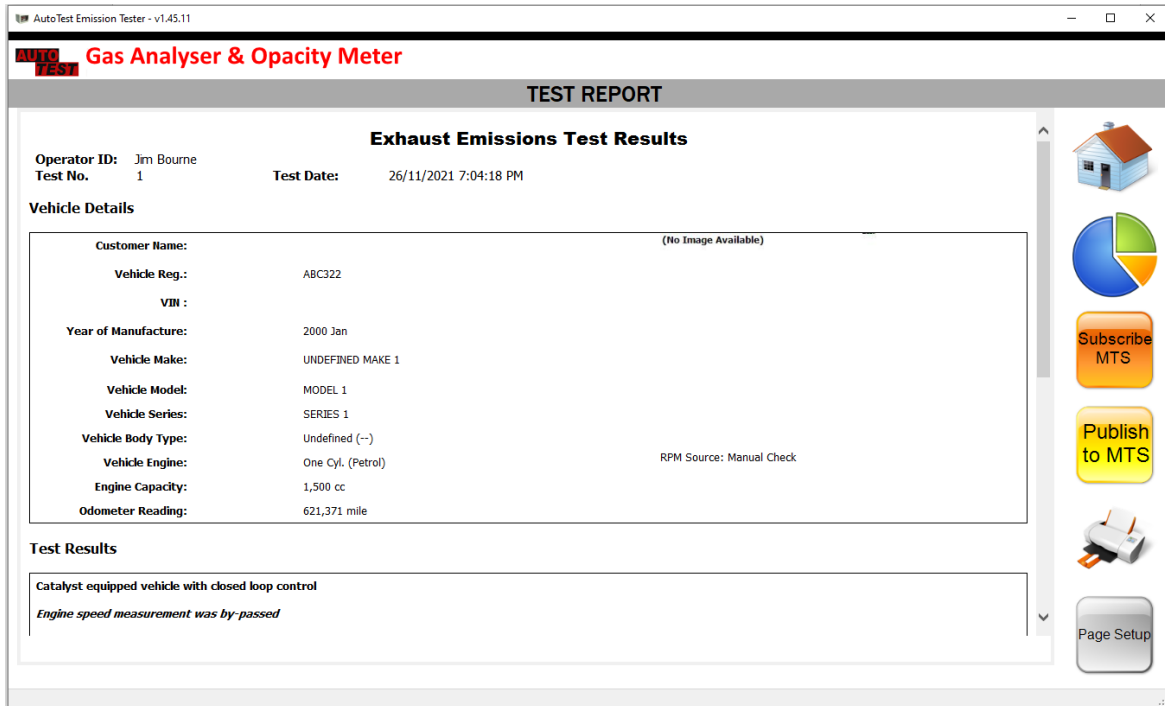 AutoTest Emission Tester - v1.45.11
AUTO
TEST
Gas Analyser & Opacity Meter
TEST REPORT
Exhaust Emissions Test Results
Operator ID: Jim Bourne
Test No. 1 Test Date: 26/11/2021 7:04:18 PM
Vehicle Details
Customer Name: (No Image Available)
Vehicle Reg.: ABC322
VIN :
Year of Manufacture: 2000 Jan
Vehicle Make: UNDEFINED MAKE 1
Vehicle Model: MODEL 1
Vehicle Series: SERIES 1
Vehicle Body Type: Undefined (--)
Vehicle Engine: One Cyl. (Petrol) RPM Source: Manual Check
Engine Capacity: 1,500 cc
Odometer Reading: 621,371 mile
Test Results
Catalyst equipped vehicle with closed loop control
Engine speed measurement was by-passed
Subscribe
MTS
Publish
to MTS
Page Setup